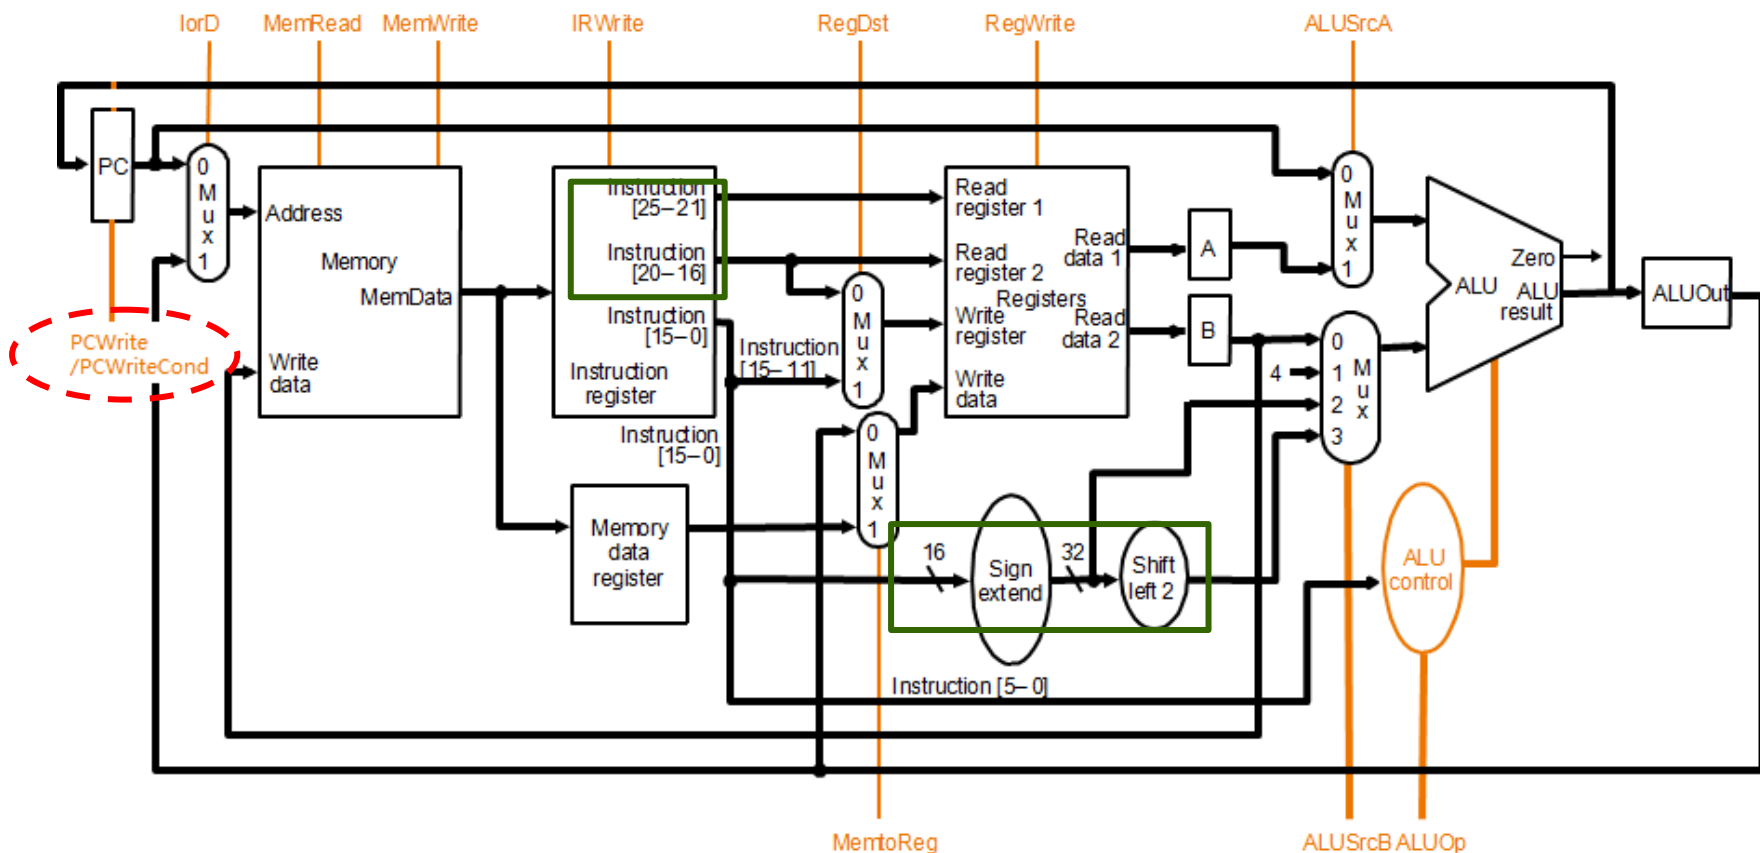 IorD
MemRead
MemWrite
IRWrite
RegDst
RegWrite
ALUSrcA
PC
PCWrite
/PCWriteCond
0
M
u
x
1
Address
Memory
MemData
Write
data
Instruction
[25–21]
Instruction
[20–16]
Instruction
[15–0]
Instruction
register
Instruction
[15–11]
Instruction
[15–0]
Memory
data
register
0
M
u
x
1
0
M
u
x
1
Read
register 1
Read
register 2
Registers
Write
register
Write
data
Read
data 1
Read
data 2
A
B
16
Sign
extend
32
Shift
left 2
Instruction [5–0]
0
M
u
x
1
4
0
1
2
3
M
u
x
Zero
ALU
ALU
result
ALUOut
ALU
control
MemtoReg
ALUSrcB
ALUOp